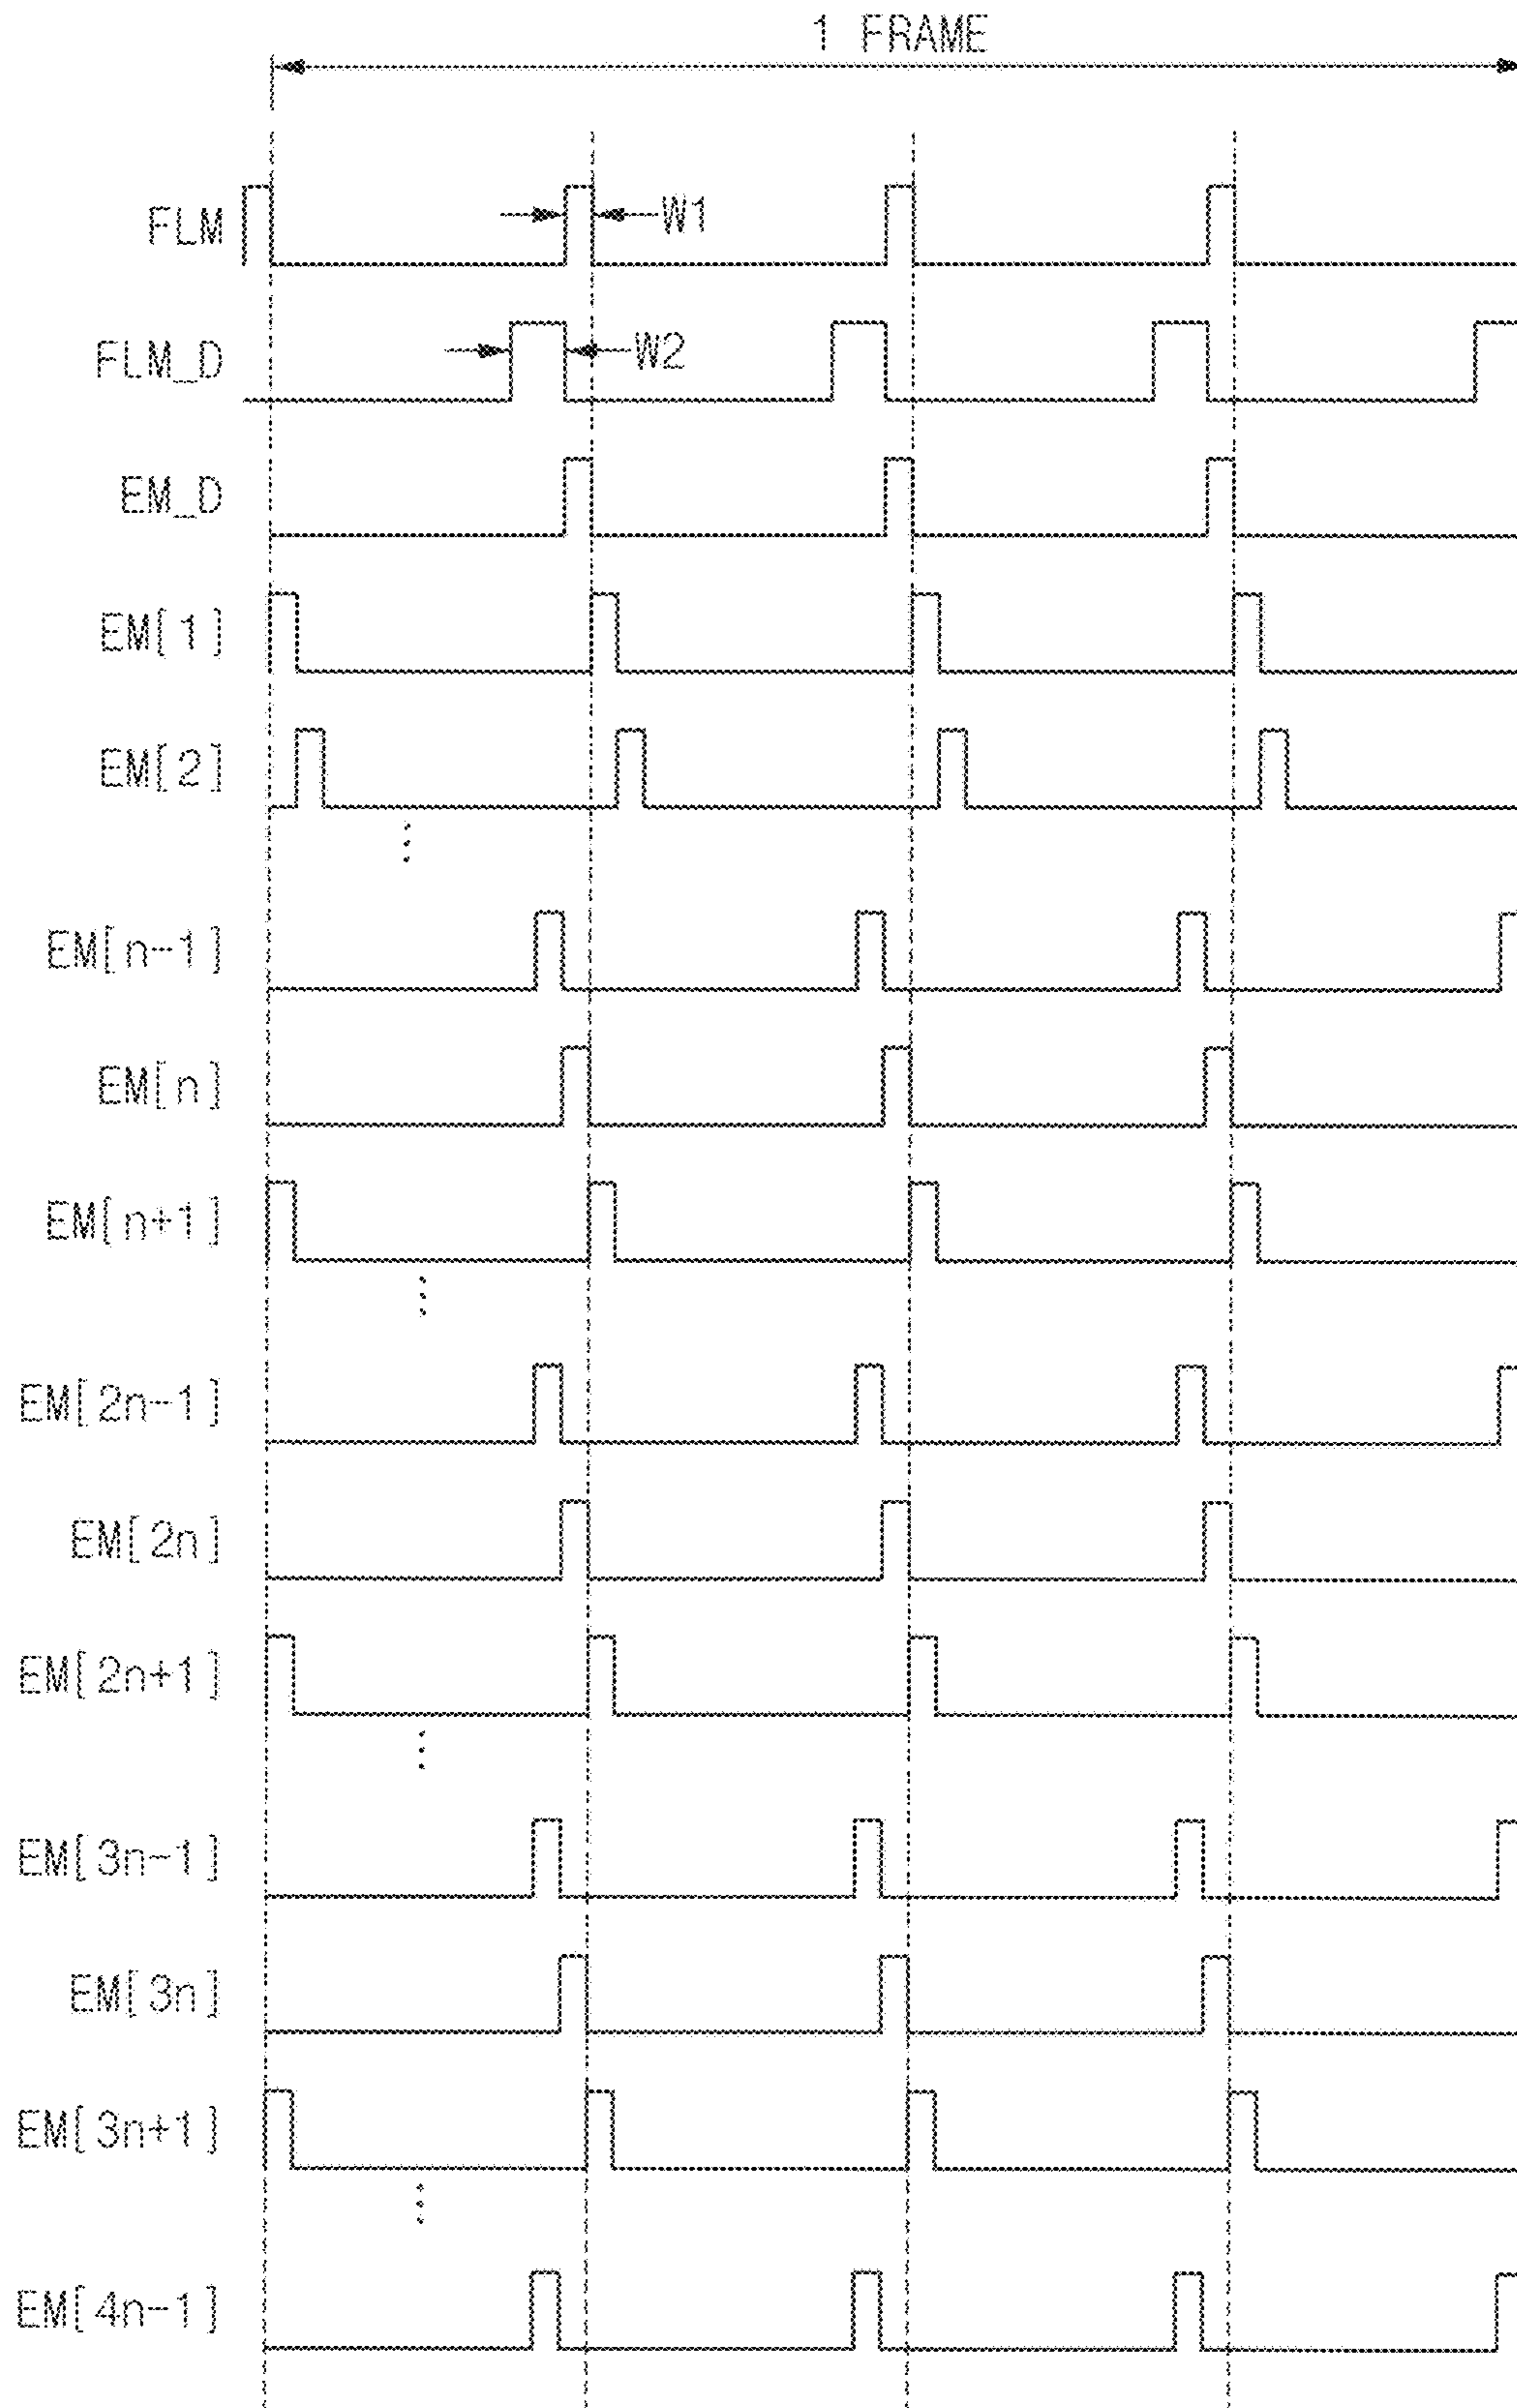 1 FRAME
FLM
W1
FLM_D
W2
EM_D
EM[1]
EM[2]
EM[n-1]
EM[n]
EM[n+1]
EM[2n-1]
EM[2n]
EM[2n+1]
EM[3n-1]
EM[3n]
EM[3n+1]
EM[4n-1]